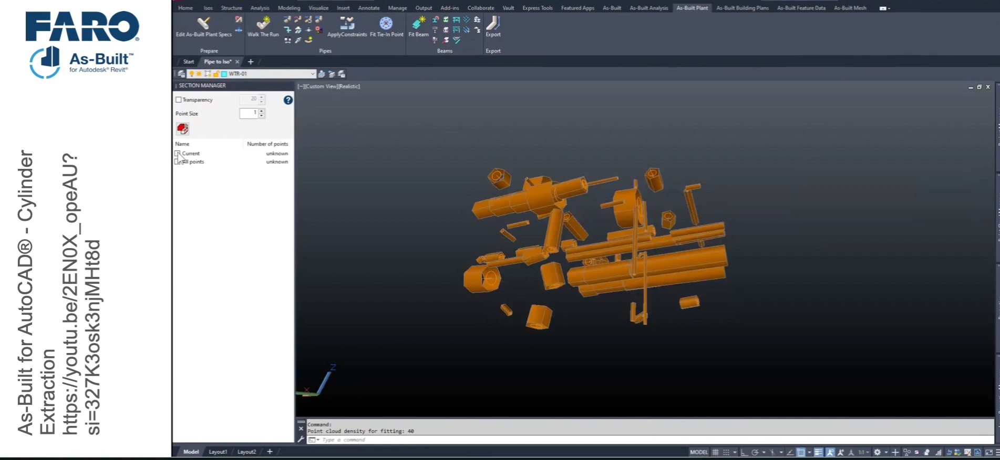 FARO®
As-Built™
for Autodesk® Revit®
As-Built for AutoCAD® - Cylinder
Extraction
https://youtu.be/2EN0X_opeAU?
si=327K3osk3njMHt8d
Home Isos Structure Analysis Modeling Visualize Insert Annotate Manage Output Add-ins Collaborate Vault Express Tools Featured Apps As-Built As-Built Analysis As-Built Plant As-Built Building Plans As-Built Feature Data As-Built Mesh
Edit As-Built Plant Specs Walk The Run ApplyConstraints Fit Tie-In Point Fit Beam Export
Prepare Pipes Beams Export
Start Pipe to Iso* +
WTR-01
SECTION MANAGER
[−][Custom View][Realistic]
Transparency 20
Point Size 1
Name Number of points
Current unknown
All points unknown
Z
X
Command:
Point cloud density for fitting: 40
Type a command
Model Layout1 Layout2 +
MODEL 1:1